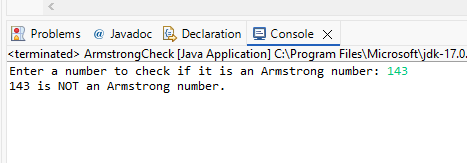 Problems @ Javadoc Declaration Console
<terminated> ArmstrongCheck [Java Application] C:\Program Files\Microsoft\jdk-17.0.
Enter a number to check if it is an Armstrong number: 143
143 is NOT an Armstrong number.